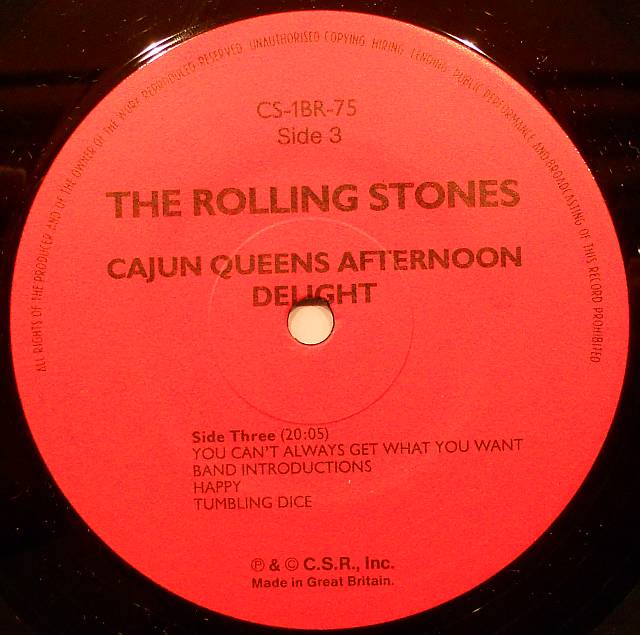 ALL RIGHTS OF THE PRODUCER AND OF THE OWNER OF THE WORK REPRODUCED RESERVED. UNAUTHORISED COPYING, HIRING, LENDING, PUBLIC PERFORMANCE AND BROADCASTING OF THIS RECORD PROHIBITED
CS-1BR-75
Side 3
THE ROLLING STONES
CAJUN QUEENS AFTERNOON
DELIGHT
Side Three (20:05)
YOU CAN'T ALWAYS GET WHAT YOU WANT
BAND INTRODUCTIONS
HAPPY
TUMBLING DICE
℗ & © C.S.R., Inc.
Made in Great Britain.